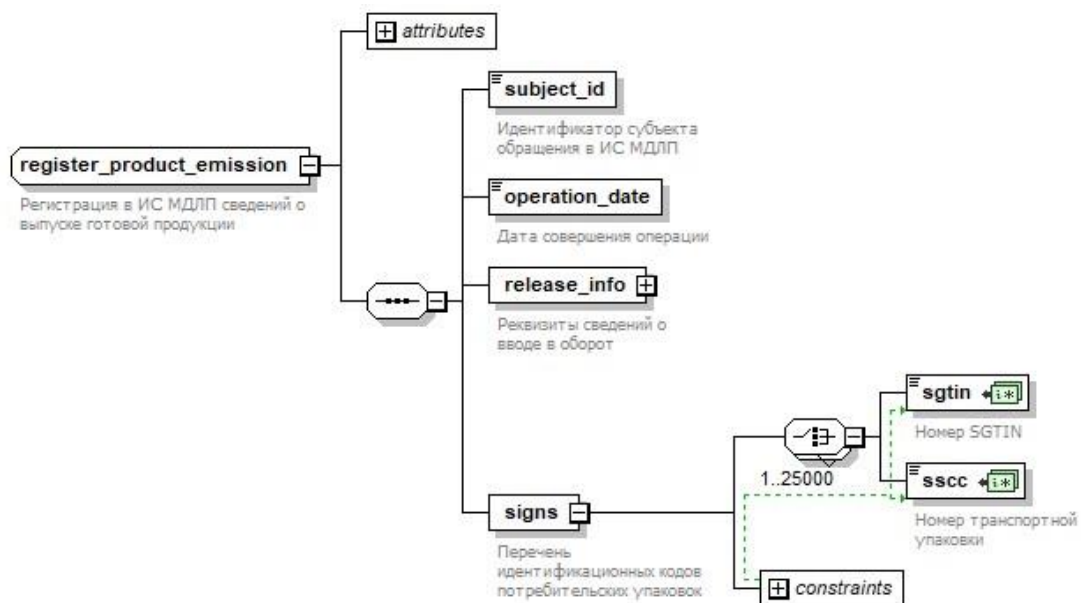 attributes
subject_id
Идентификатор субъекта
обращения в ИС МДЛП
register_product_emission
Регистрация в ИС МДЛП сведений о
выпуске готовой продукции
operation_date
Дата совершения операции
release_info
Реквизиты сведений о
вводе в оборот
sgtin
Номер SGTIN
1..25000
sscc
Номер транспортной
упаковки
signs
Перечень
идентификационных кодов
потребительских упаковок
constraints